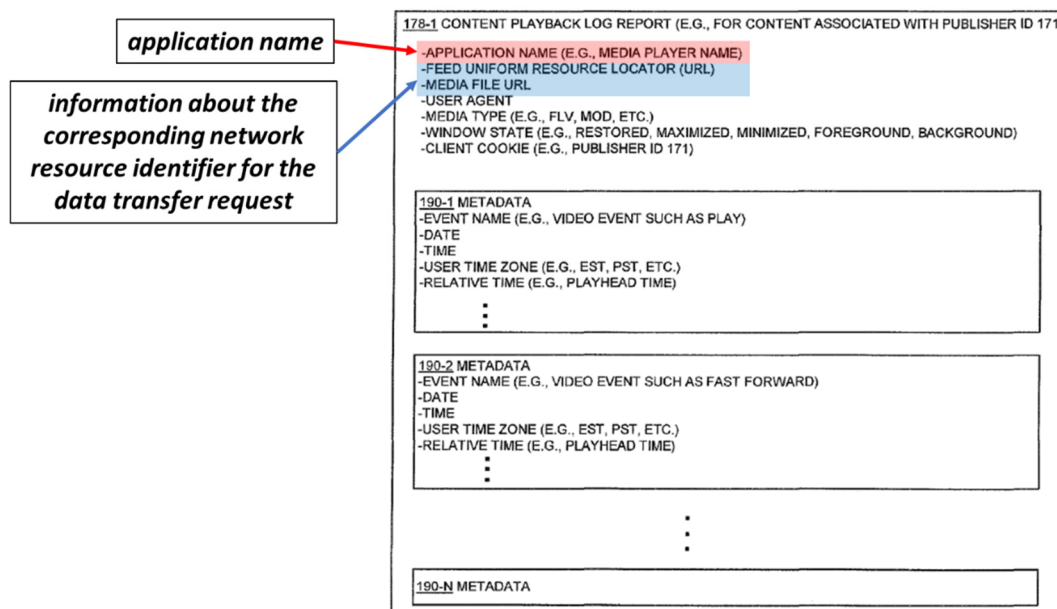 application name
information about the
corresponding network
resource identifier for the
data transfer request
178-1 CONTENT PLAYBACK LOG REPORT (E.G., FOR CONTENT ASSOCIATED WITH PUBLISHER ID 171
-APPLICATION NAME (E.G., MEDIA PLAYER NAME)
-FEED UNIFORM RESOURCE LOCATOR (URL)
-MEDIA FILE URL
-USER AGENT
-MEDIA TYPE (E.G., FLV, MOD, ETC.)
-WINDOW STATE (E.G., RESTORED, MAXIMIZED, MINIMIZED, FOREGROUND, BACKGROUND)
-CLIENT COOKIE (E.G., PUBLISHER ID 171)
190-1 METADATA
-EVENT NAME (E.G., VIDEO EVENT SUCH AS PLAY)
-DATE
-TIME
-USER TIME ZONE (E.G., EST, PST, ETC.)
-RELATIVE TIME (E.G., PLAYHEAD TIME)
190-2 METADATA
-EVENT NAME (E.G., VIDEO EVENT SUCH AS FAST FORWARD)
-DATE
-TIME
-USER TIME ZONE (E.G., EST, PST, ETC.)
-RELATIVE TIME (E.G., PLAYHEAD TIME)
190-N METADATA